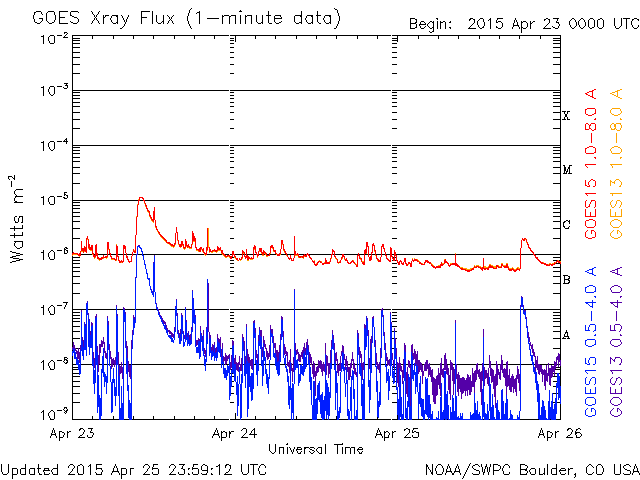 GOES Xray Flux (1-minute data)
Begin: 2015 Apr 23 0000 UTC
10-2
10-3
10-4
10-5
10-6
10-7
10-8
10-9
Watts m-2
X
M
C
B
A
GOES15 1.0-8.0 A
GOES13 1.0-8.0 A
GOES15 0.5-4.0 A
GOES13 0.5-4.0 A
Apr 23 Apr 24 Apr 25 Apr 26
Universal Time
Updated 2015 Apr 25 23:59:12 UTC
NOAA/SWPC Boulder, CO USA